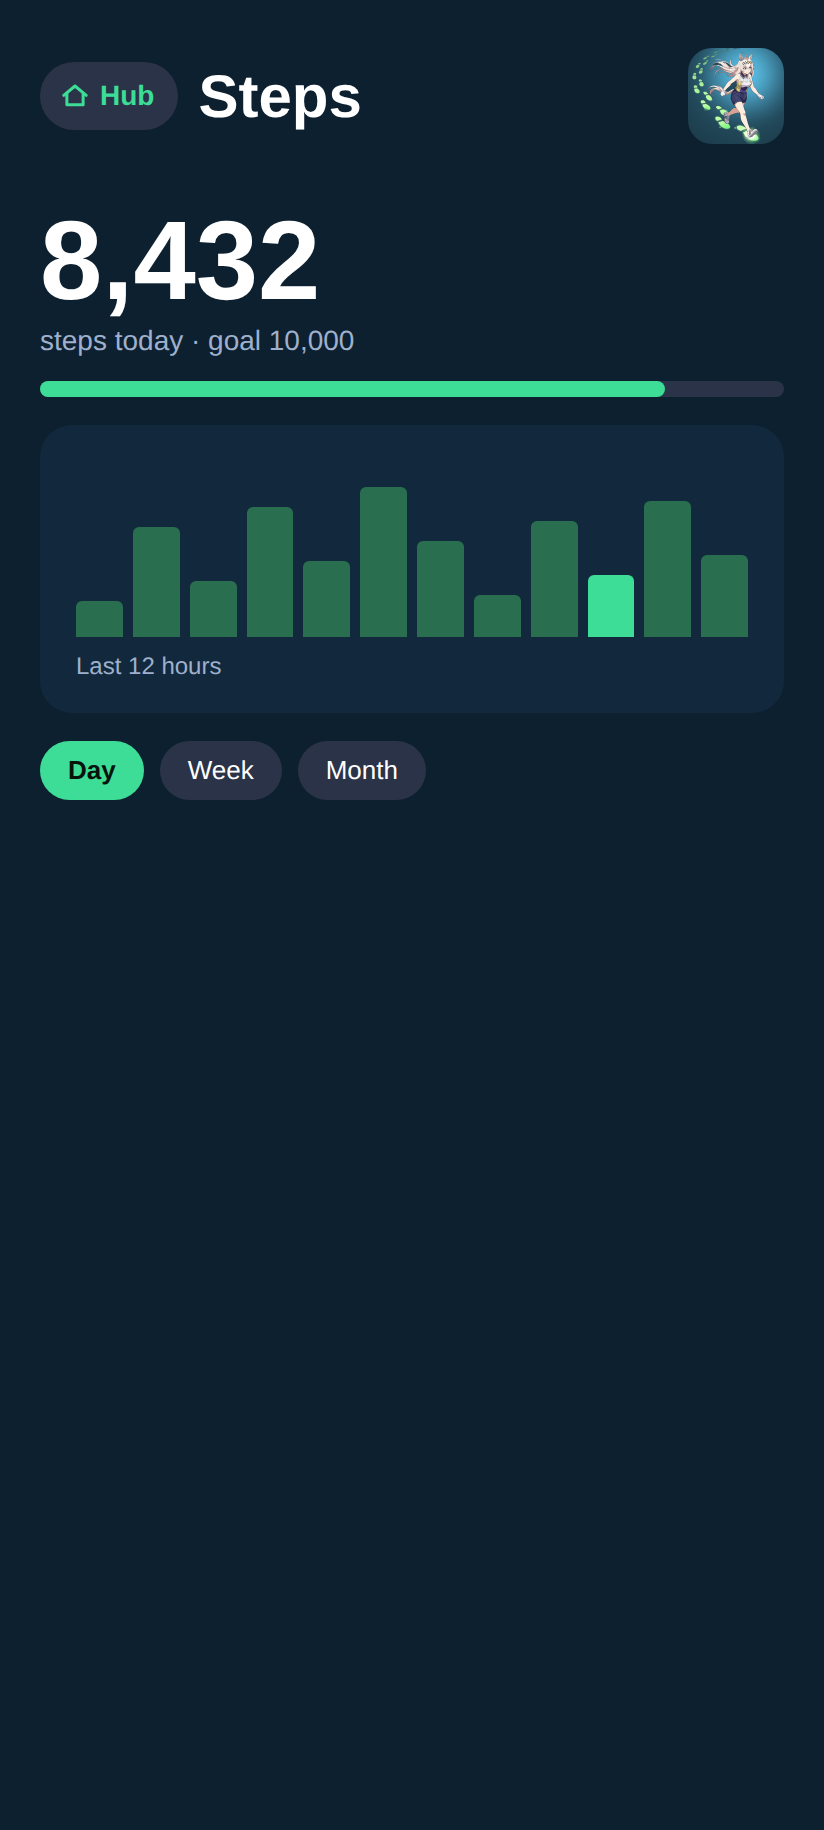 Hub
Steps
8,432
steps today · goal 10,000
Last 12 hours
Day
Week
Month